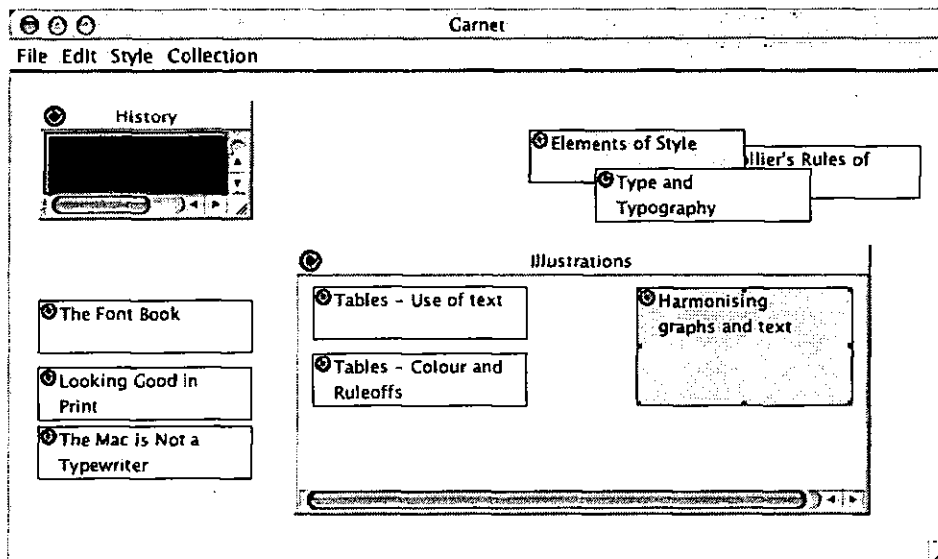 Garnet
File Edit Style Collection
History
Elements of Style
llier's Rules of
Type and
Typography
Illustrations
The Font Book
Tables - Use of text
Harmonising
graphs and text
Tables - Colour and
Ruleoffs
Looking Good in
Print
The Mac is Not a
Typewriter